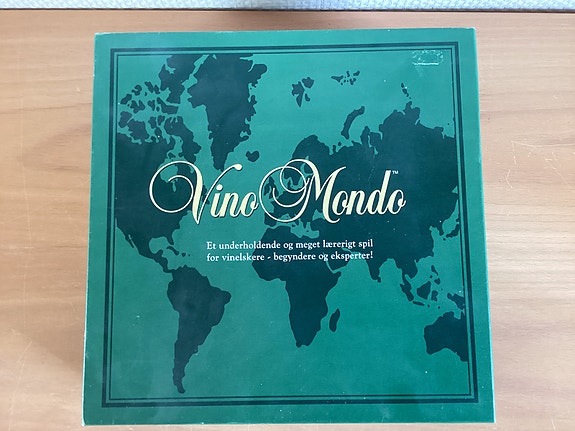 Vino Mondo™
Et underholdende og meget lærerigt spil
for vinelskere - begyndere og eksperter!